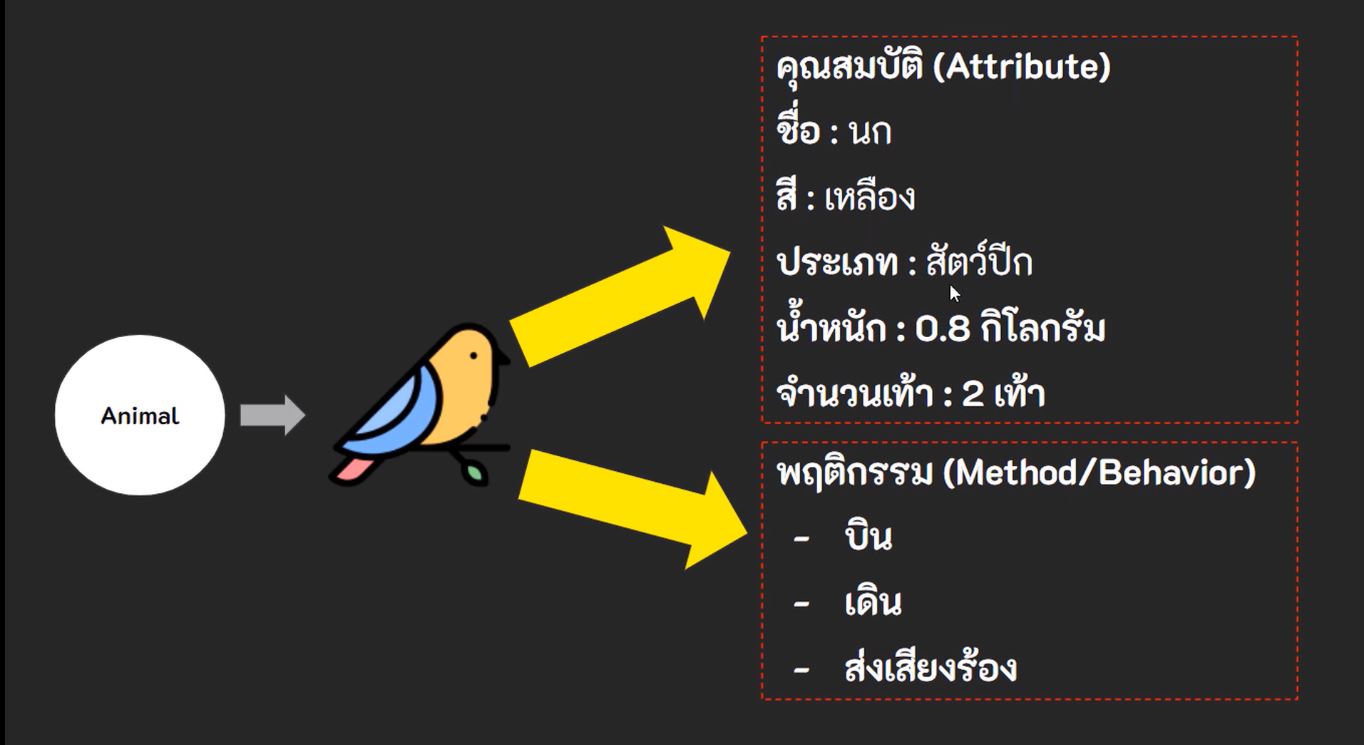 Animal
คุณสมบัติ (Attribute)
ชื่อ : นก
สี : เหลือง
ประเภท : สัตว์ปีก
น้ำหนัก : 0.8 กิโลกรัม
จำนวนเท้า : 2 เท้า
พฤติกรรม (Method/Behavior)
- บิน
- เดิน
- ส่งเสียงร้อง